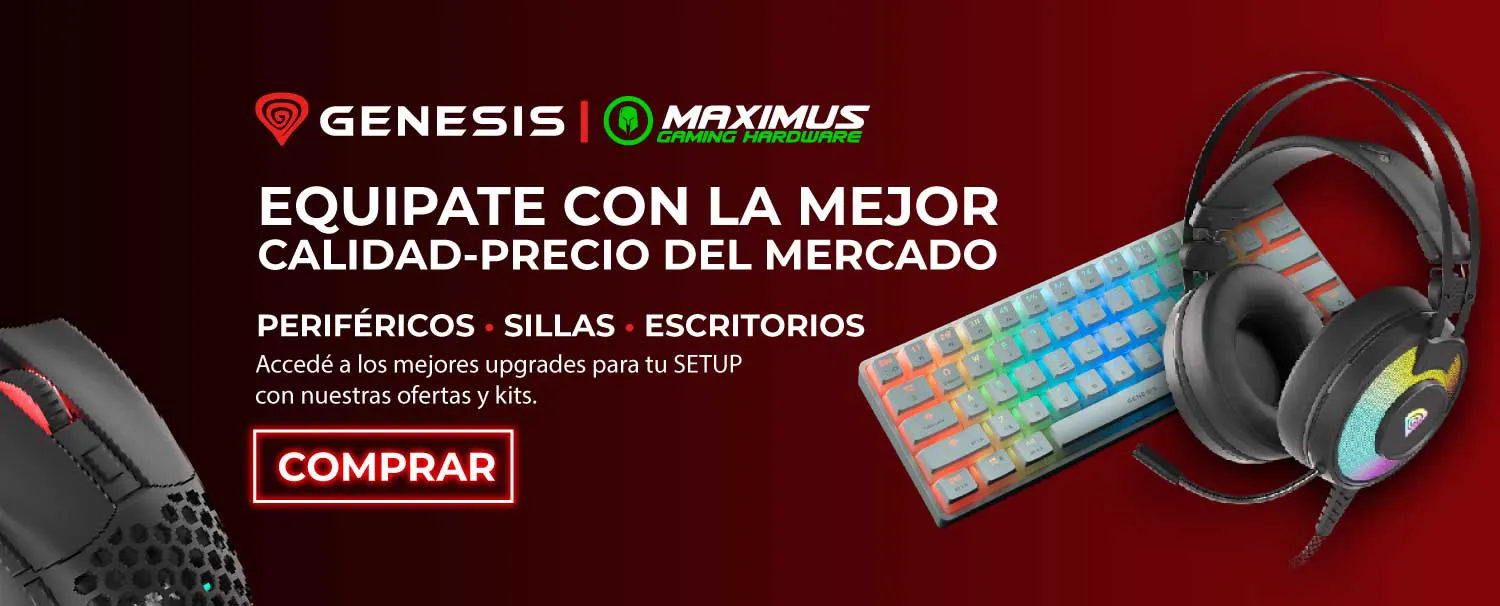 GENESIS | MAXIMUS
GAMING HARDWARE
EQUIPATE CON LA MEJOR
CALIDAD-PRECIO DEL MERCADO
PERIFÉRICOS • SILLAS • ESCRITORIOS
Accedé a los mejores upgrades para tu SETUP
con nuestras ofertas y kits.
COMPRAR
GENESIS